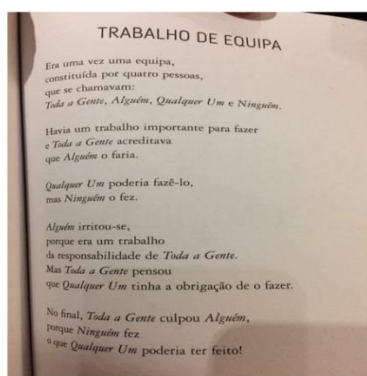 TRABALHO DE EQUIPA
Era uma vez uma equipa,
constituída por quatro pessoas,
que se chamavam:
Toda a Gente, Alguém, Qualquer Um e Ninguém.
Havia um trabalho importante para fazer
e Toda a Gente acreditava
que Alguém o faria.
Qualquer Um poderia fazê-lo,
mas Ninguém o fez.
Alguém irritou-se,
porque era um trabalho
da responsabilidade de Toda a Gente.
Mas Toda a Gente pensou
que Qualquer Um tinha a obrigação de o fazer.
No final, Toda a Gente culpou Alguém,
porque Ninguém fez
o que Qualquer Um poderia ter feito!